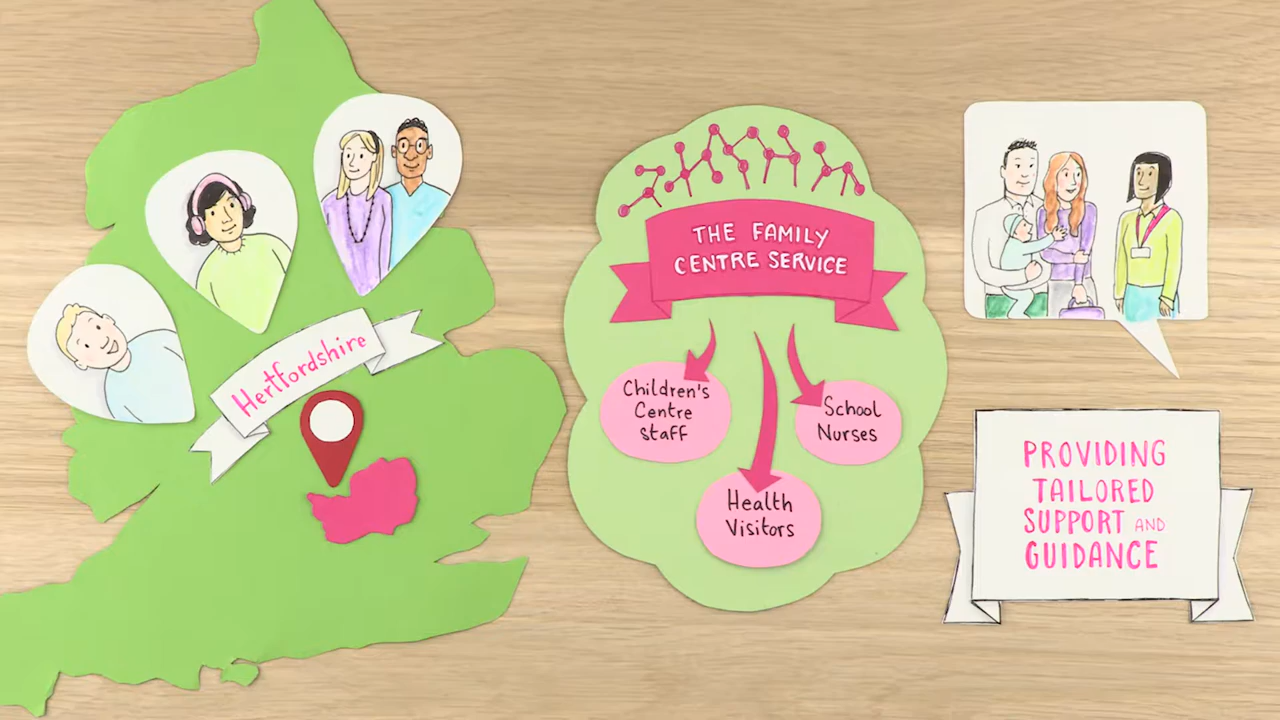 Hertfordshire
THE FAMILY
CENTRE SERVICE
Children's
Centre
Staff
School
Nurses
Health
Visitors
PROVIDING
TAILORED
SUPPORT AND
GUIDANCE